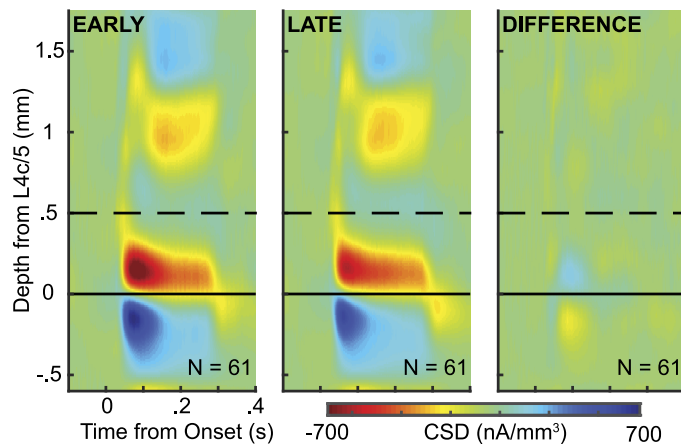 EARLY
LATE
DIFFERENCE
Depth from L4c/5 (mm)
1.5
1
.5
0
-.5
N = 61
N = 61
N = 61
0
.2
.4
Time from Onset (s)
-700
CSD (nA/mm³)
700